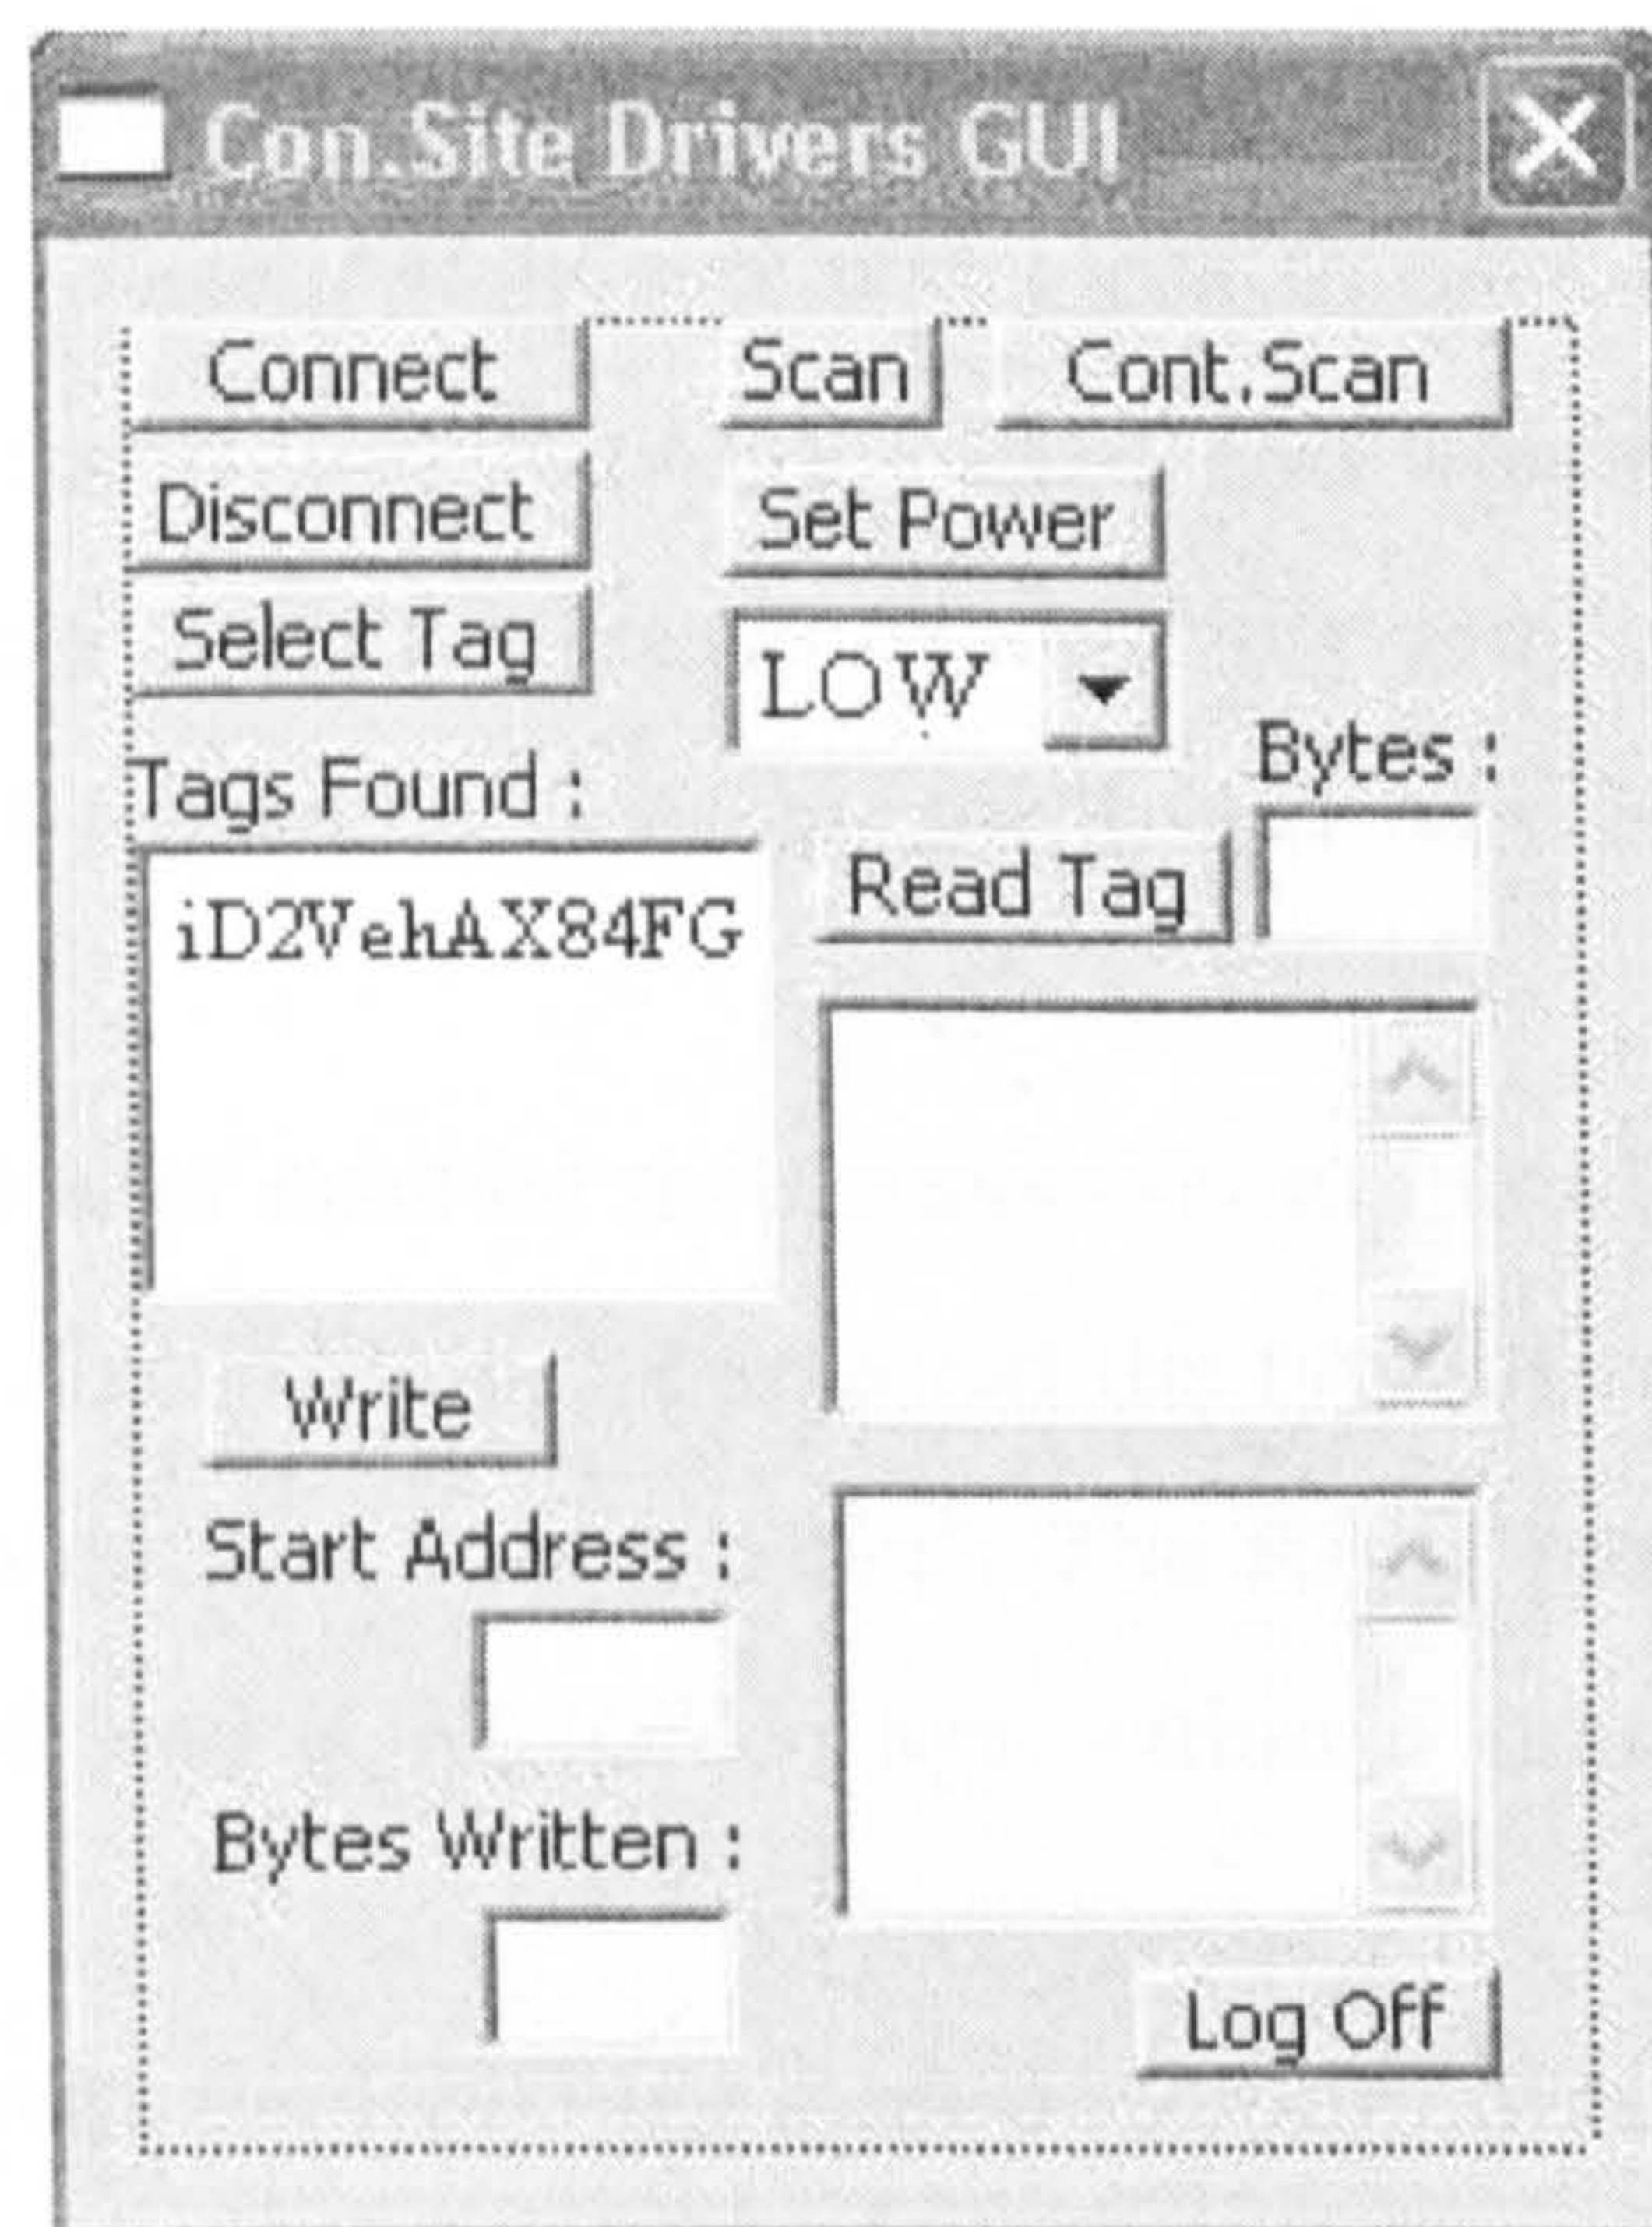 Con.Site Drivers GUI
Connect Scan Cont.Scan
Disconnect Set Power
Select Tag LOW
Bytes :
Tags Found :
Read Tag
iD2VehAX84FG
Write
Start Address :
Bytes Written :
Log Off